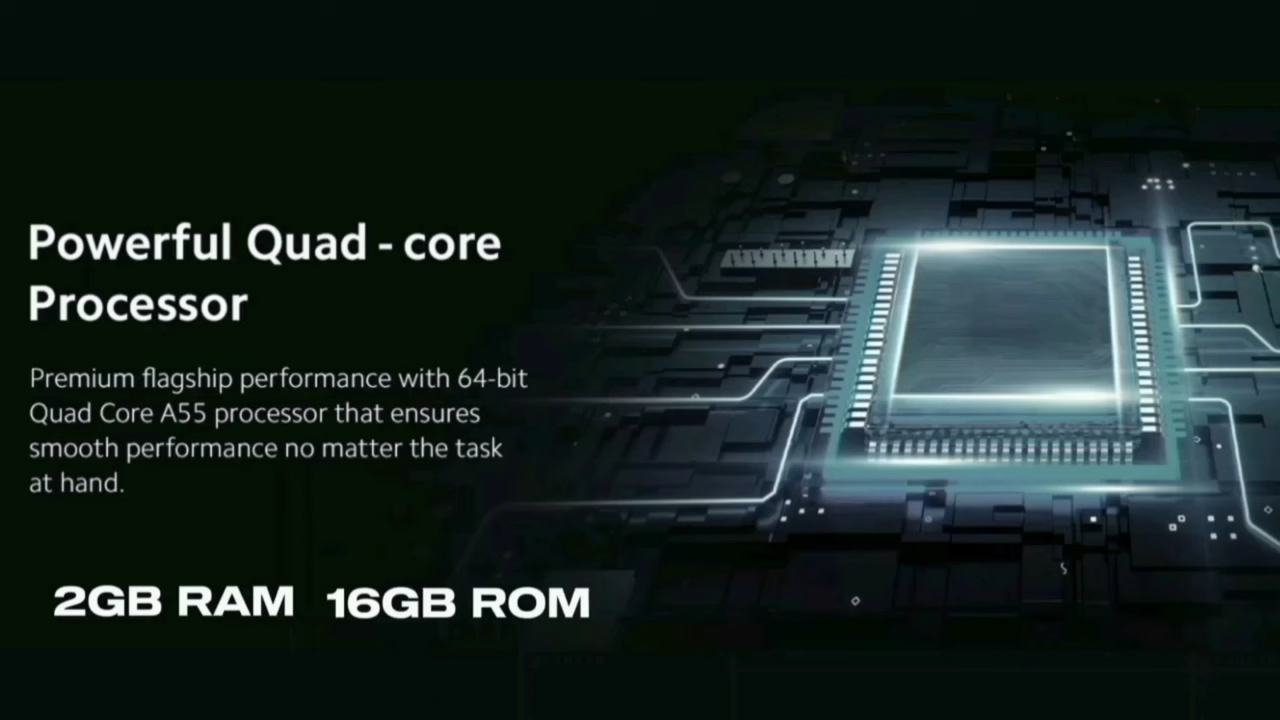 Powerful Quad - core
Processor
Premium flagship performance with 64-bit
Quad Core A55 processor that ensures
smooth performance no matter the task
at hand.
2GB RAM 16GB ROM